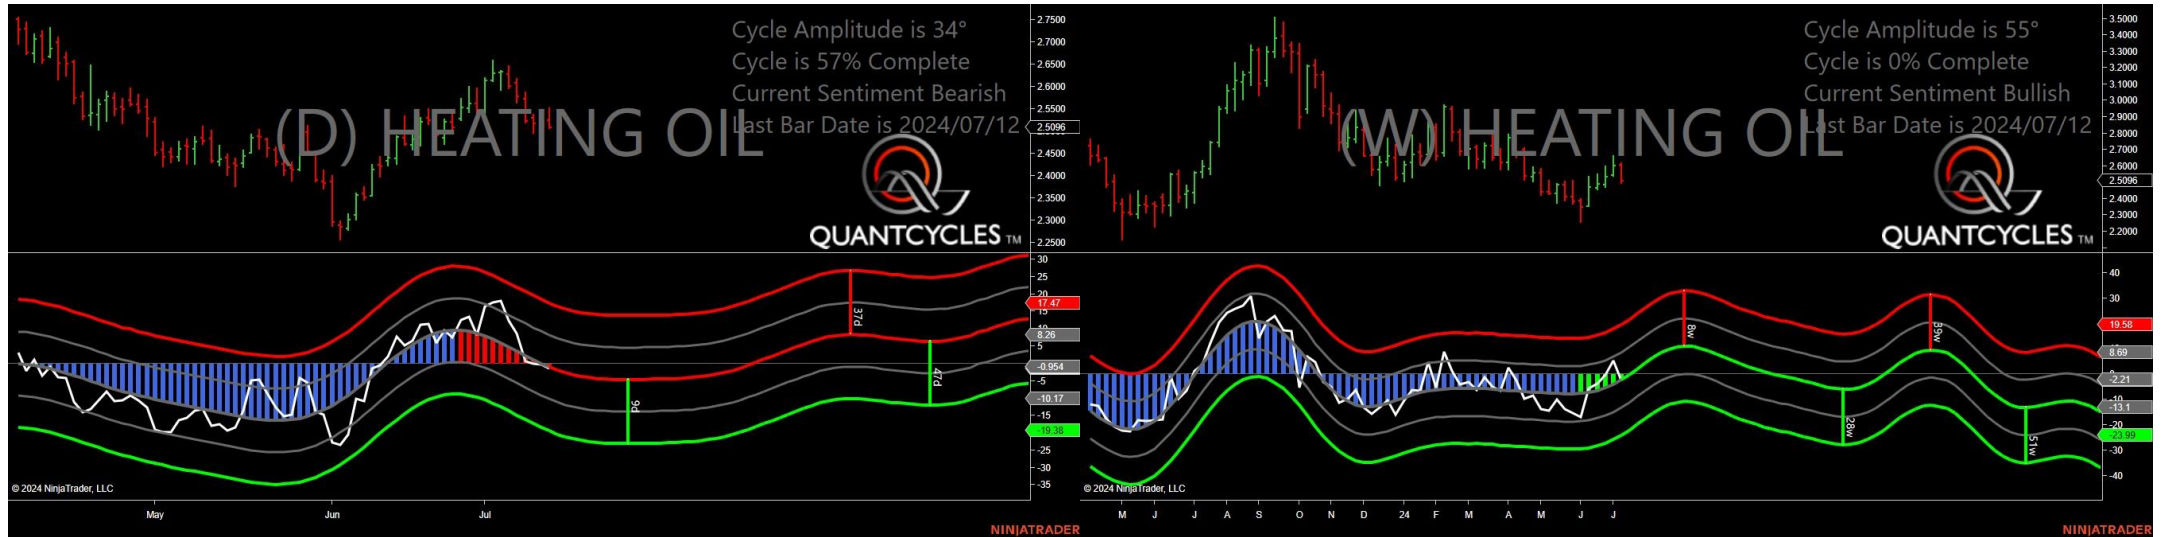 Cycle Amplitude is 34°
Cycle is 57% Complete
Current Sentiment Bearish
Last Bar Date is 2024/07/12
(D) HEATING OIL
QUANTCYCLES TM
2.7500
2.7000
2.6500
2.6000
2.5500
2.5096
2.4500
2.4000
2.3500
2.3000
2.2500
30
25
20
17.47
15
10
8.26
5
-0.954
-5
-10.17
-15
-19.38
-25
-30
-35
9d
37d
47d
© 2024 NinjaTrader, LLC
May Jun Jul
NINJATRADER
Cycle Amplitude is 55°
Cycle is 0% Complete
Current Sentiment Bullish
Last Bar Date is 2024/07/12
(W) HEATING OIL
QUANTCYCLES TM
3.5000
3.4000
3.3000
3.2000
3.1000
3.0000
2.9000
2.8000
2.7000
2.6000
2.5096
2.4000
2.3000
2.2000
40
30
19.58
8.69
0
-2.21
-10
-13.1
-20
-23.99
-30
-40
8w
28w
39w
51w
© 2024 NinjaTrader, LLC
M J J A S O N D 24 F M A M J J
NINJATRADER